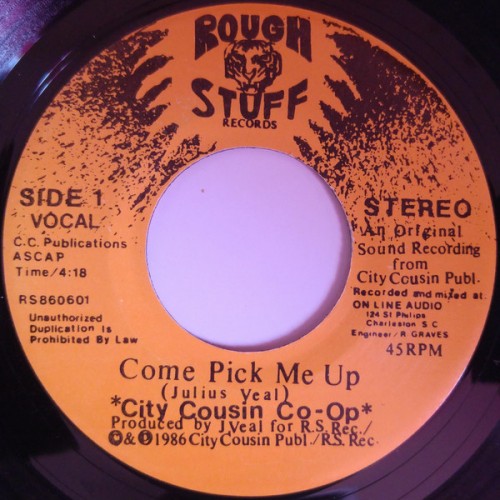 ROUGH
STUFF
RECORDS
SIDE 1
VOCAL
C.C. Publications
ASCAP
Time/4:18
RS860601
Unauthorized
Duplication Is
Prohibited By Law
STEREO
An Original
Sound Recording
from
City Cousin Publ.
Recorded and mixed at:
ON LINE AUDIO
124 St Philips
Charleston S C
Engineer/R GRAVES
45RPM
Come Pick Me Up
(Julius Veal)
*City Cousin Co-Op*
Produced by J.Veal for R.S. Rec./
©&℗1986 City Cousin Publ./R.S. Rec.